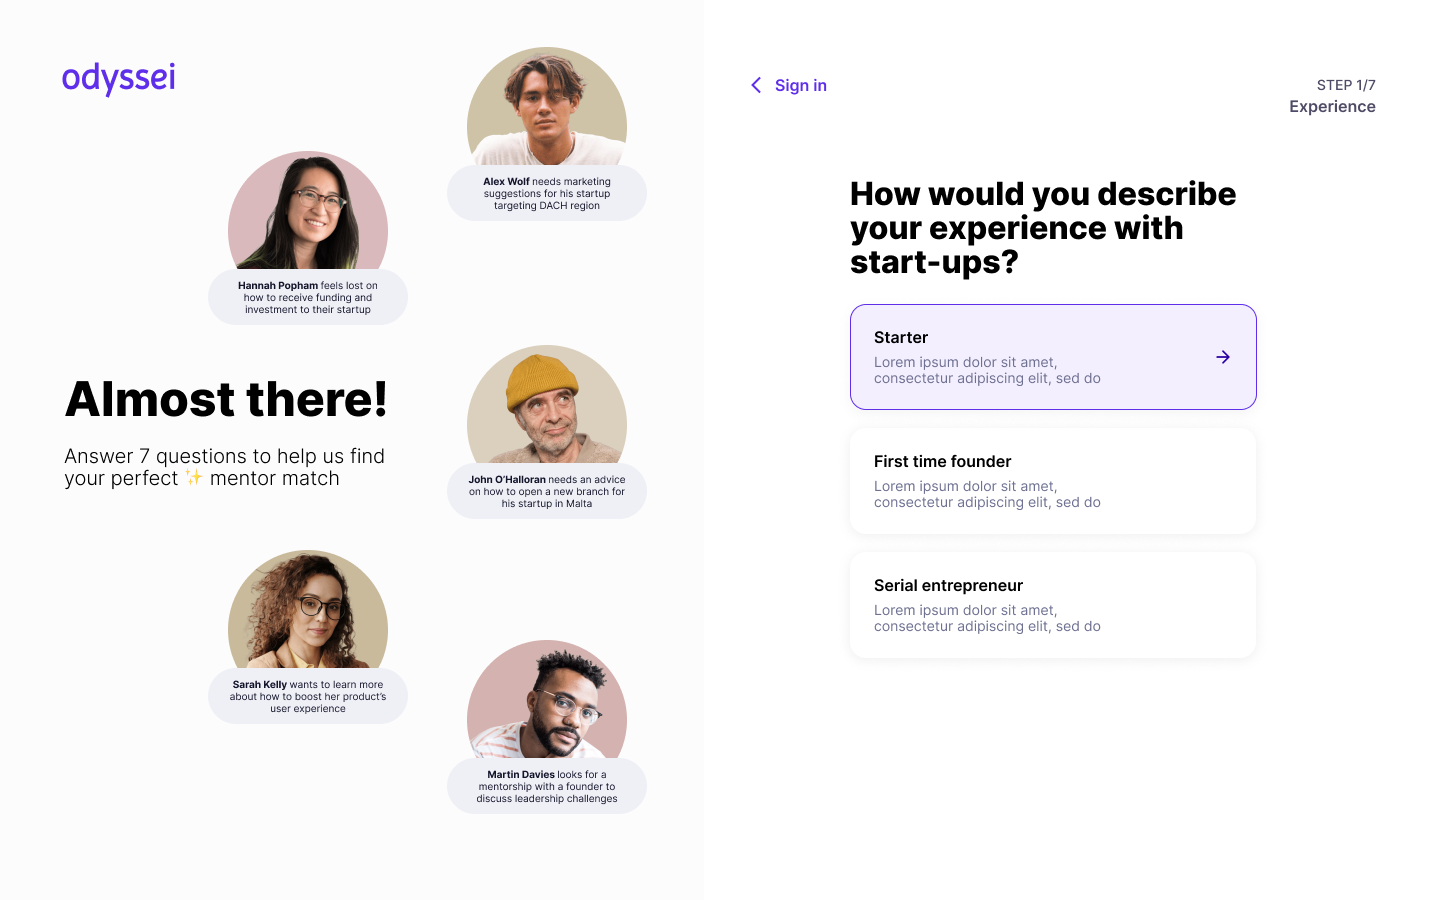 odyssei
Alex Wolf needs marketing
suggestions for his startup
targeting DACH region
Hannah Popham feels lost on
how to receive funding and
investment to their startup
Almost there!
Answer 7 questions to help us find
your perfect ✨ mentor match
John O’Halloran needs an advice
on how to open a new branch for
his startup in Malta
Sarah Kelly wants to learn more
about how to boost her product’s
user experience
Martin Davies looks for a
mentorship with a founder to
discuss leadership challenges
Sign in
STEP 1/7
Experience
How would you describe
your experience with
start-ups?
Starter
Lorem ipsum dolor sit amet,
consectetur adipiscing elit, sed do
First time founder
Lorem ipsum dolor sit amet,
consectetur adipiscing elit, sed do
Serial entrepreneur
Lorem ipsum dolor sit amet,
consectetur adipiscing elit, sed do